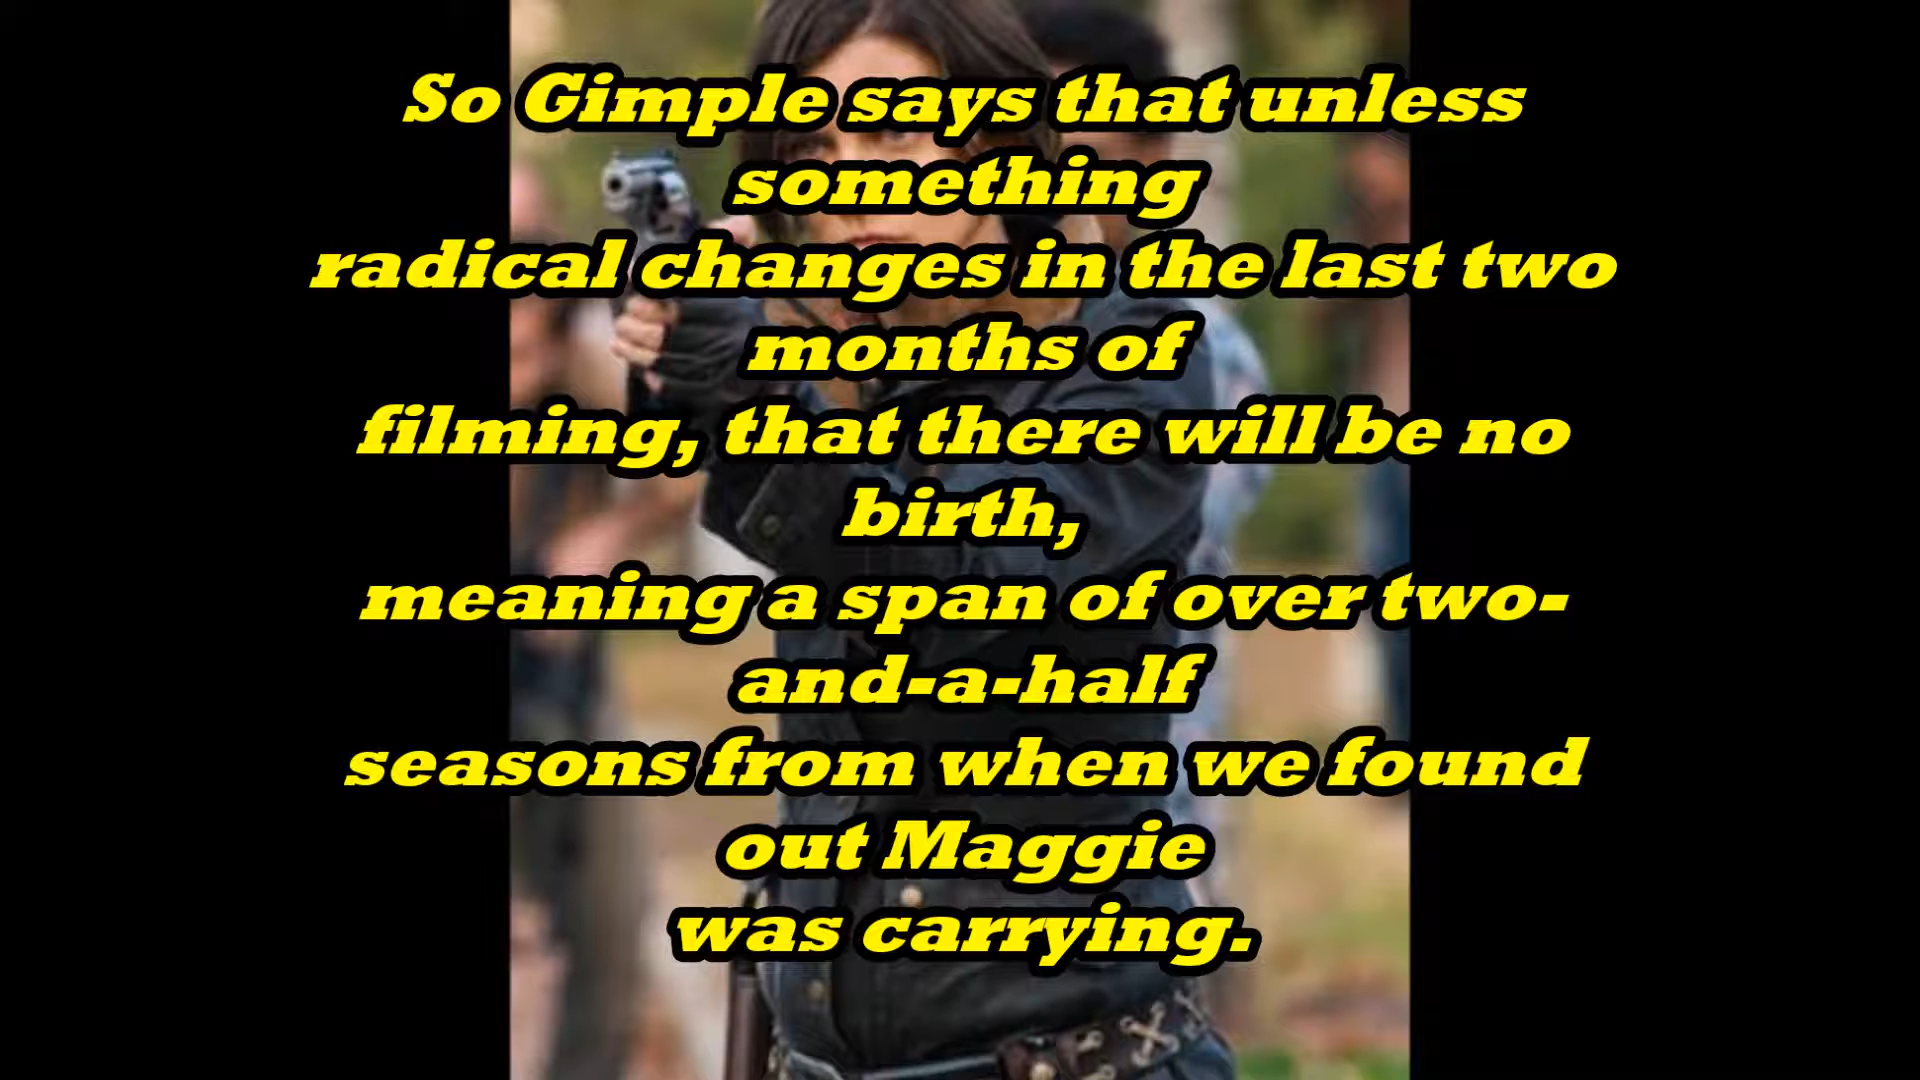 So Gimple says that unless
something
radical changes in the last two
months of
filming, that there will be no
birth,
meaning a span of over two-
and-a-half
seasons from when we found
out Maggie
was carrying.